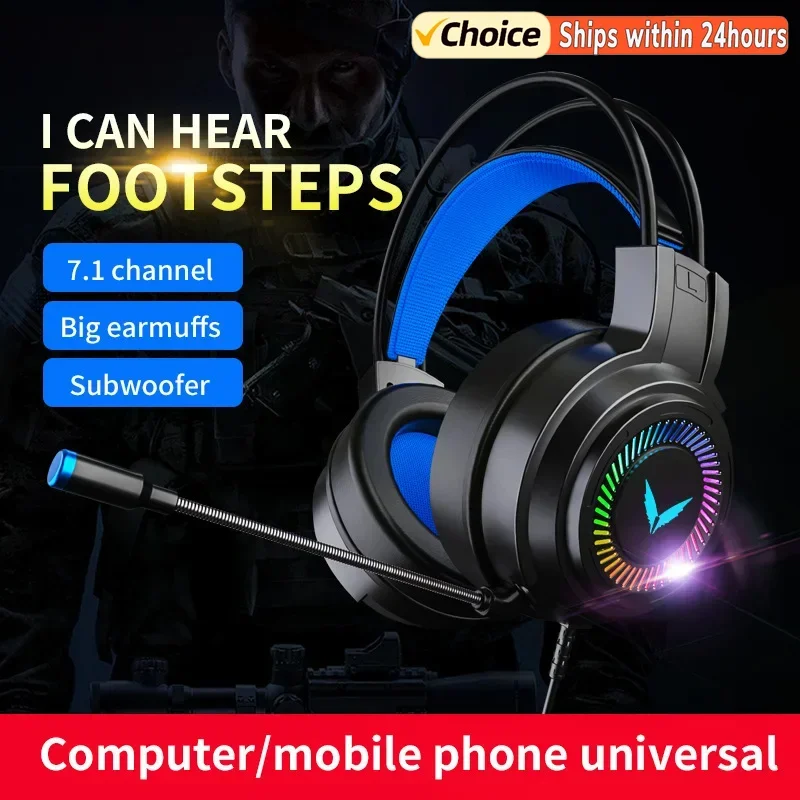 Choice
Ships within 24hours
I CAN HEAR
FOOTSTEPS
7.1 channel
Big earmuffs
Subwoofer
L
Computer/mobile phone universal